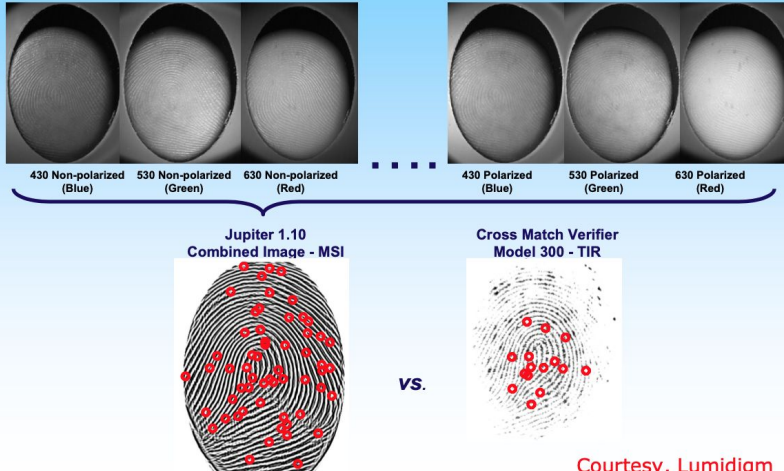 430 Non-polarized
(Blue)
530 Non-polarized
(Green)
630 Non-polarized
(Red)
430 Polarized
(Blue)
530 Polarized
(Green)
630 Polarized
(Red)
Jupiter 1.10
Combined Image - MSI
Cross Match Verifier
Model 300 - TIR
vs.
Courtesy, Lumidigm